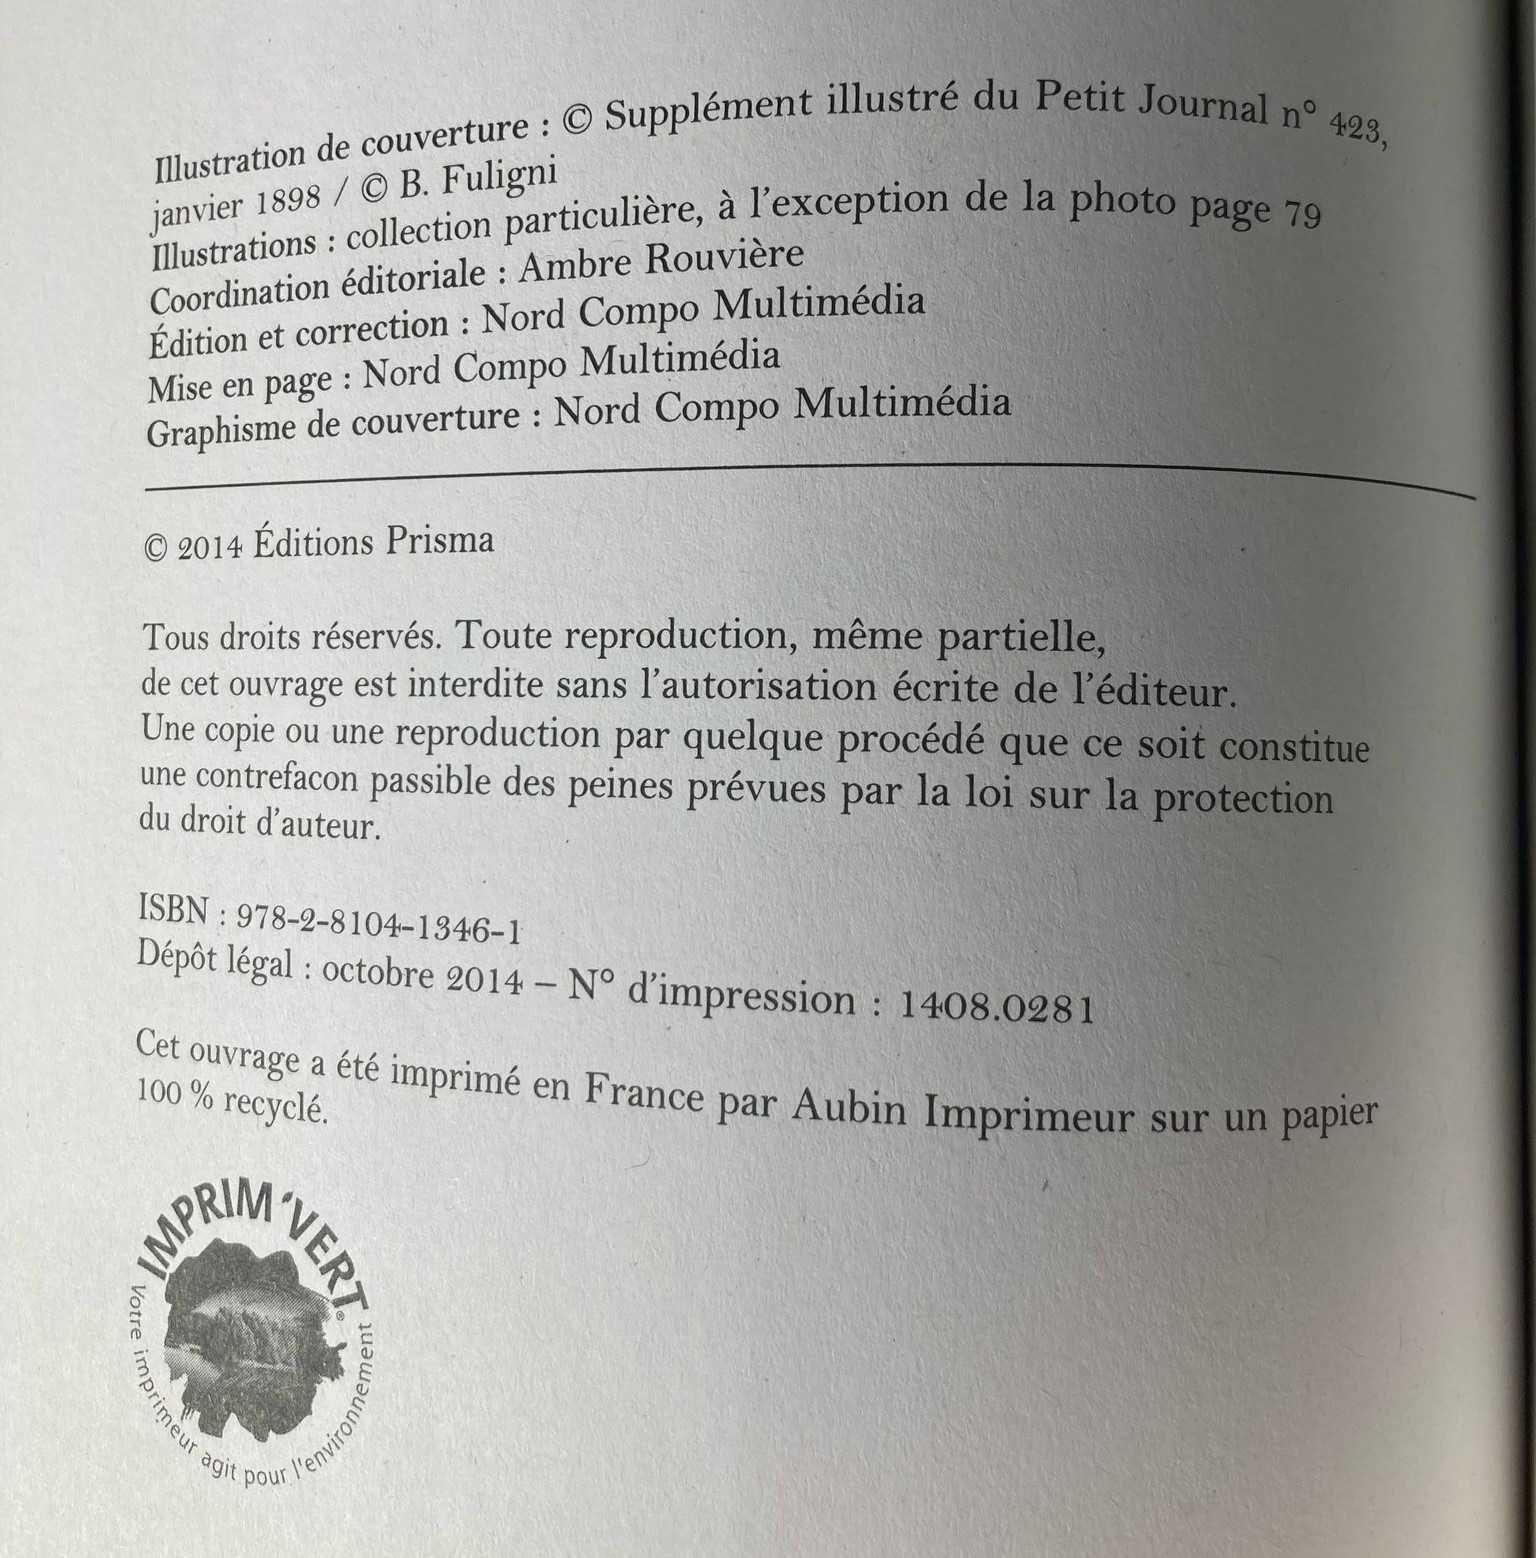 Illustration de couverture : © Supplément illustré du Petit Journal n° 423,
janvier 1898 / © B. Fuligni
Illustrations : collection particulière, à l'exception de la photo page 79
Coordination éditoriale : Ambre Rouvière
Édition et correction : Nord Compo Multimédia
Mise en page : Nord Compo Multimédia
Graphisme de couverture : Nord Compo Multimédia
© 2014 Éditions Prisma
Tous droits réservés. Toute reproduction, même partielle,
de cet ouvrage est interdite sans l'autorisation écrite de l'éditeur.
Une copie ou une reproduction par quelque procédé que ce soit constitue
une contrefacon passible des peines prévues par la loi sur la protection
du droit d'auteur.
ISBN : 978-2-8104-1346-1
Dépôt légal : octobre 2014 – N° d'impression : 1408.0281
Cet ouvrage a été imprimé en France par Aubin Imprimeur sur un papier
100 % recyclé.
IMPRIM'VERT®
Votre imprimeur agit pour l'environnement